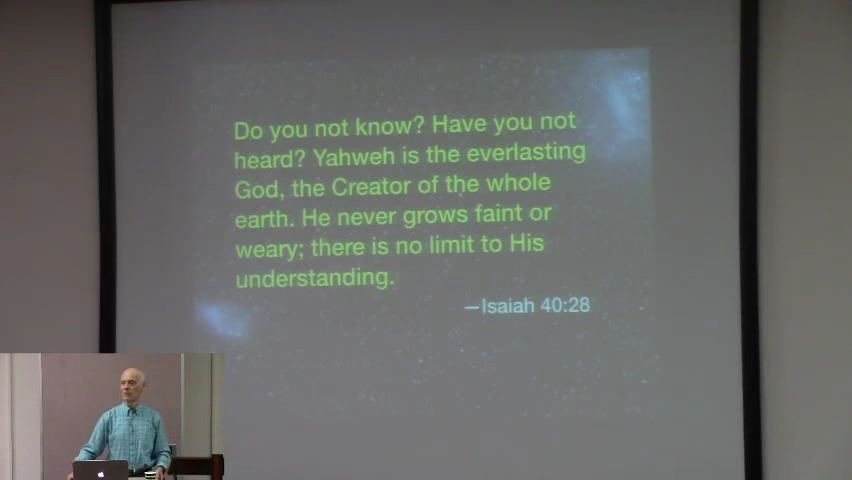 Do you not know? Have you not
heard? Yahweh is the everlasting
God, the Creator of the whole
earth. He never grows faint or
weary; there is no limit to His
understanding.
—Isaiah 40:28